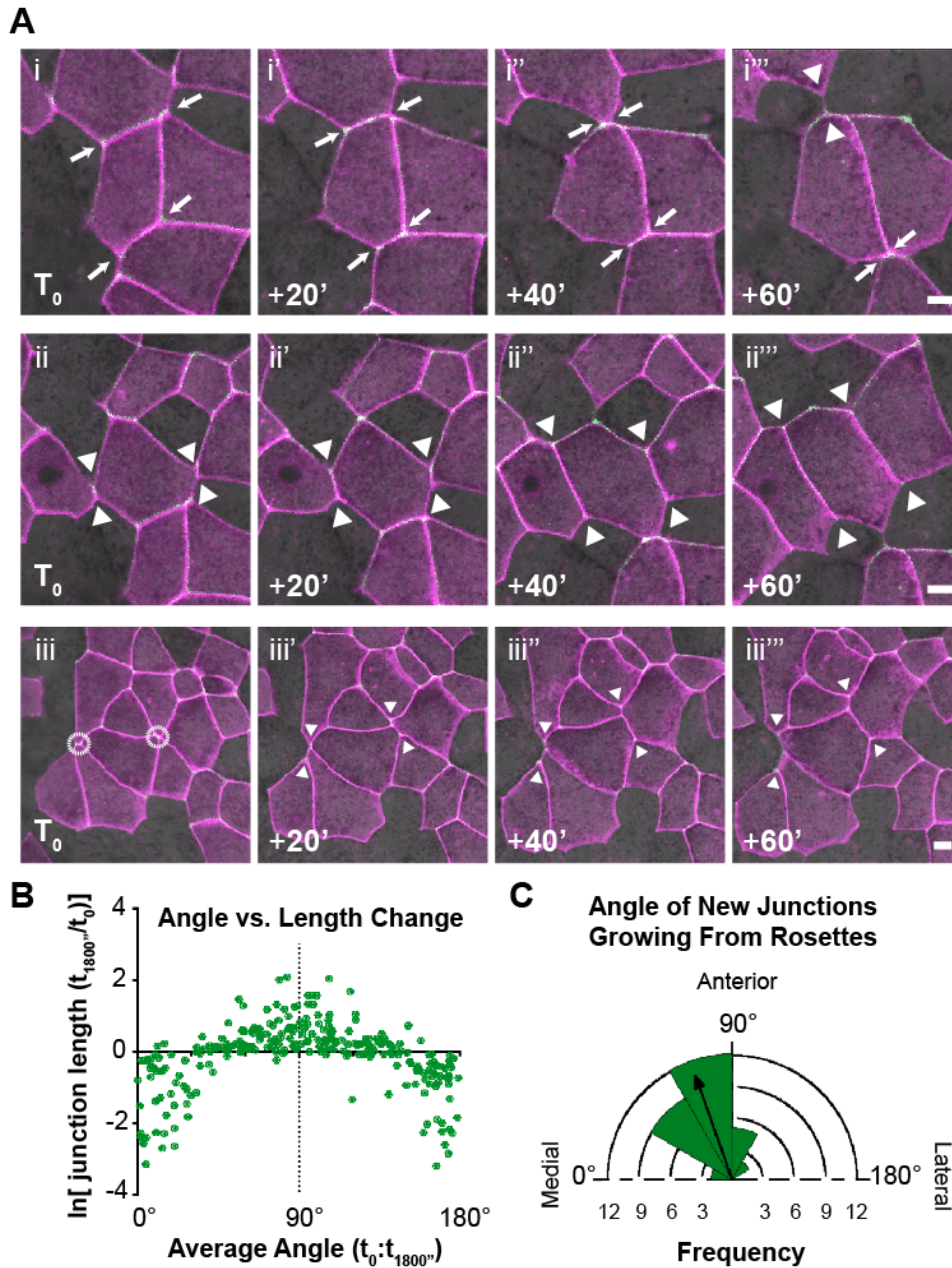 A
i
i’
i’’
i’’’
T0
+20’
+40’
+60’
ii
ii’
ii’’
ii’’’
T0
+20’
+40’
+60’
iii
iii’
iii’’
iii’’’
T0
+20’
+40’
+60’
B
Angle vs. Length Change
ln[ junction length (t1800”/t0)]
4
2
0
-2
-4
0°
90°
180°
Average Angle (t0:t1800”)
C
Angle of New Junctions
Growing From Rosettes
Anterior
90°
Medial
0°
180°
Lateral
12 9 6 3 3 6 9 12
Frequency